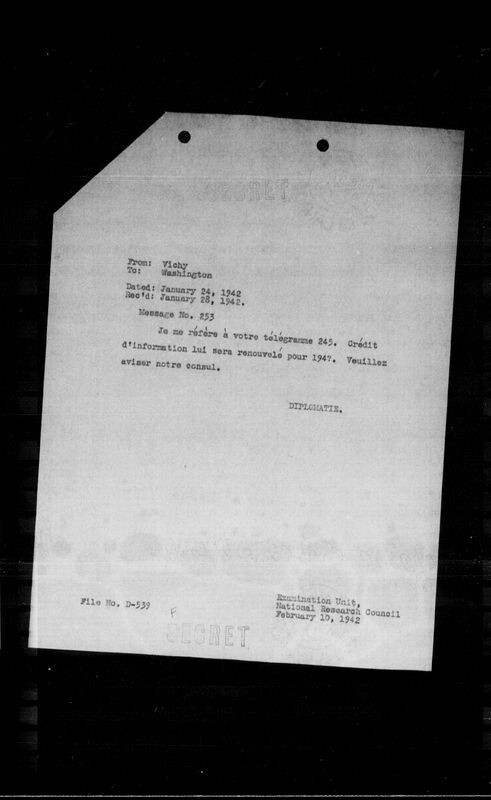 SECRET
From: Vichy
To: Washington
Dated: January 24, 1942
Rec'd: January 28, 1942.
Message No. 253
Je me réfère à votre télégramme 245. Crédit
d'information lui sera renouvelé pour 194?. Veuillez
aviser notre consul.
DIPLOMATIE.
File No. D-539
F
Examination Unit,
National Research Council
February 10, 1942
SECRET